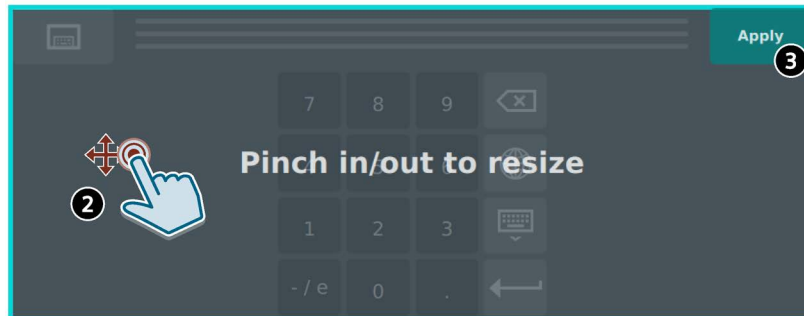 Apply
3
7 8 9
Pinch in/out to resize
2
1 2 3
- / e 0 .